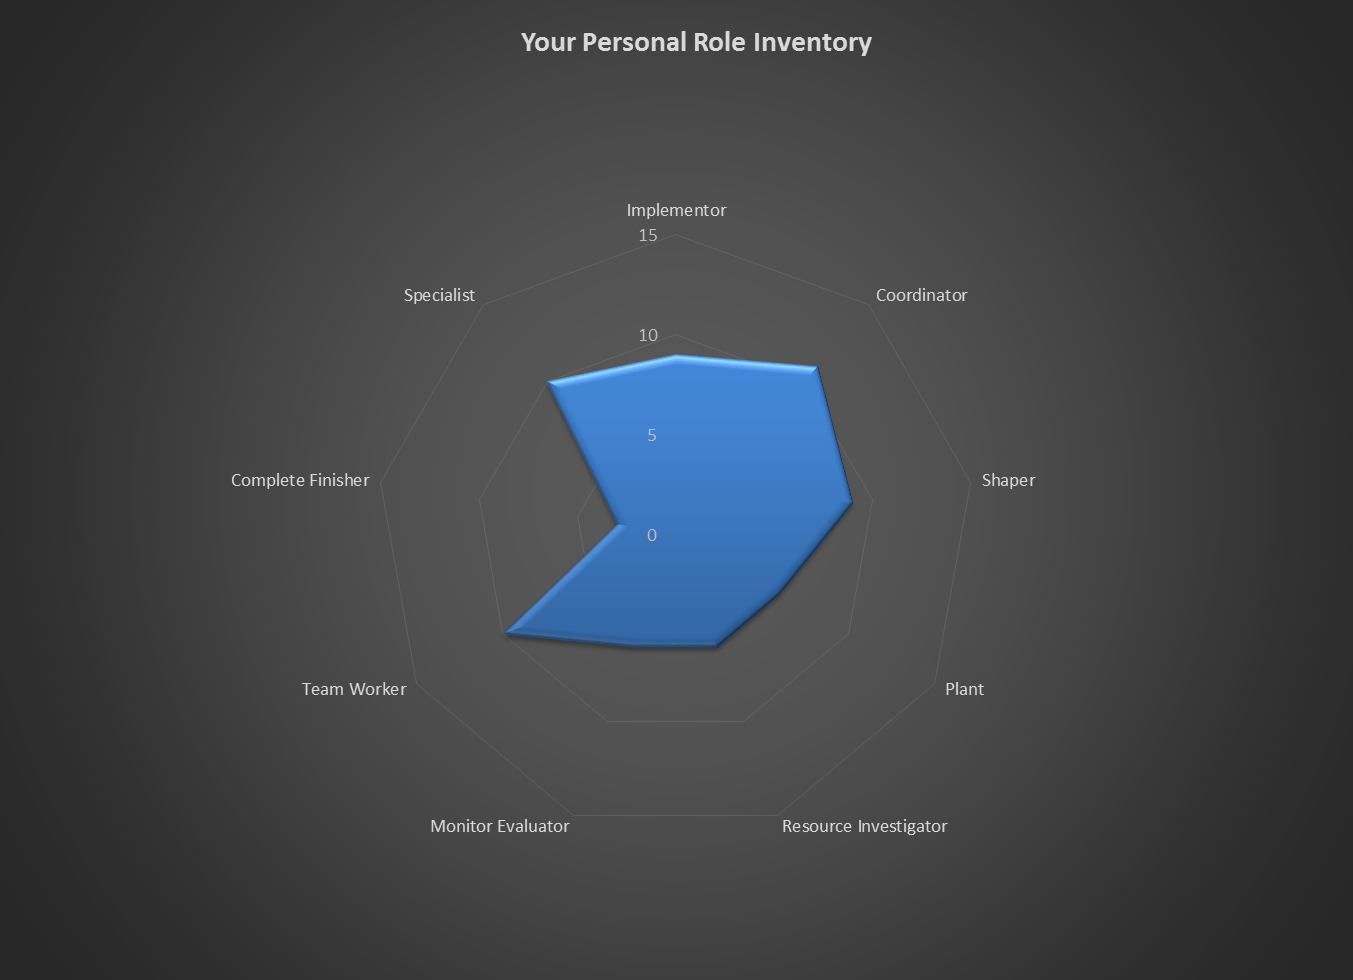 Your Personal Role Inventory
Implementor
15
Specialist
Coordinator
10
5
Complete Finisher
Shaper
0
Team Worker
Plant
Monitor Evaluator
Resource Investigator